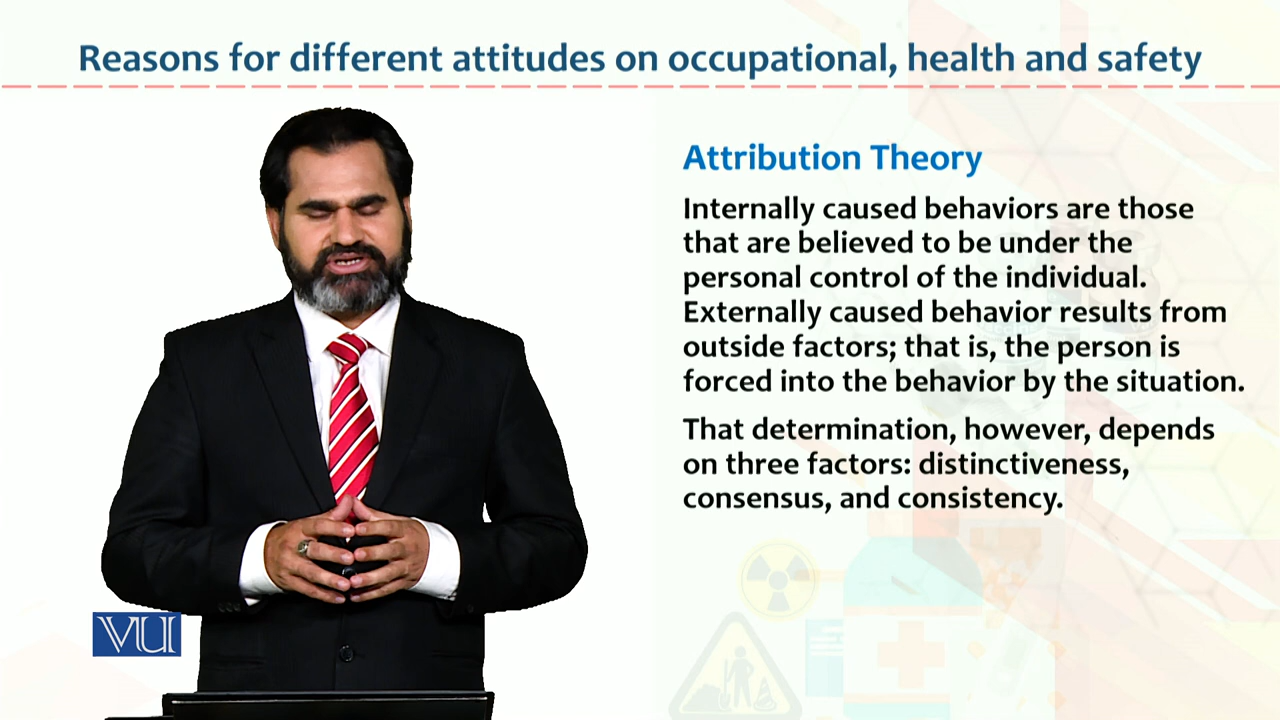 Reasons for different attitudes on occupational, health and safety
Attribution Theory
Internally caused behaviors are those
that are believed to be under the
personal control of the individual.
Externally caused behavior results from
outside factors; that is, the person is
forced into the behavior by the situation.
That determination, however, depends
on three factors: distinctiveness,
consensus, and consistency.
VU